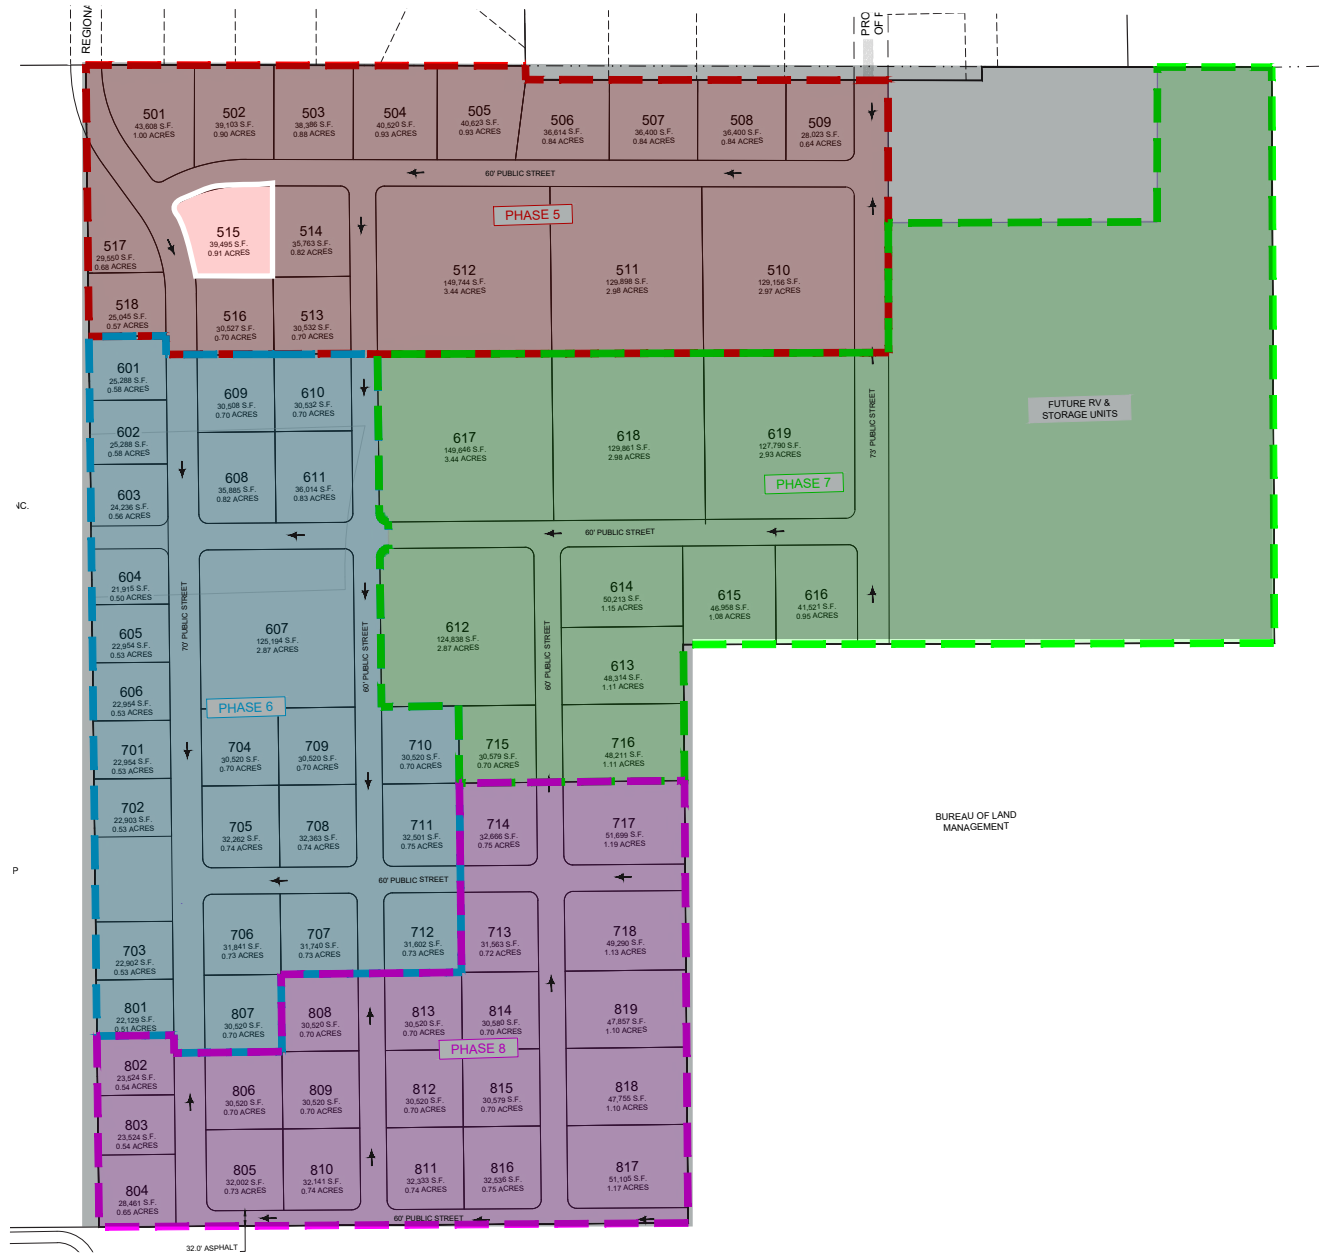 REGIONA
PRO
OF F
501
43,608 S.F.
1.00 ACRES
502
39,103 S.F.
0.90 ACRES
503
38,386 S.F.
0.88 ACRES
504
40,520 S.F.
0.93 ACRES
505
40,623 S.F.
0.93 ACRES
506
36,614 S.F.
0.84 ACRES
507
36,400 S.F.
0.84 ACRES
508
36,400 S.F.
0.84 ACRES
509
28,023 S.F.
0.64 ACRES
60' PUBLIC STREET
PHASE 5
517
29,550 S.F.
0.68 ACRES
515
39,495 S.F.
0.91 ACRES
514
35,763 S.F.
0.82 ACRES
512
149,744 S.F.
3.44 ACRES
511
129,898 S.F.
2.98 ACRES
510
129,156 S.F.
2.97 ACRES
518
25,045 S.F.
0.57 ACRES
516
30,527 S.F.
0.70 ACRES
513
30,532 S.F.
0.70 ACRES
601
25,288 S.F.
0.58 ACRES
609
30,508 S.F.
0.70 ACRES
610
30,532 S.F.
0.70 ACRES
602
25,288 S.F.
0.58 ACRES
617
149,646 S.F.
3.44 ACRES
618
129,861 S.F.
2.98 ACRES
619
127,790 S.F.
2.93 ACRES
73' PUBLIC STREET
FUTURE RV &
STORAGE UNITS
PHASE 7
603
24,236 S.F.
0.56 ACRES
608
35,885 S.F.
0.82 ACRES
611
36,014 S.F.
0.83 ACRES
NC.
60' PUBLIC STREET
604
21,915 S.F.
0.50 ACRES
70' PUBLIC STREET
605
22,954 S.F.
0.53 ACRES
607
125,194 S.F.
2.87 ACRES
60' PUBLIC STREET
612
124,838 S.F.
2.87 ACRES
60' PUBLIC STREET
614
50,213 S.F.
1.15 ACRES
615
46,958 S.F.
1.08 ACRES
616
41,521 S.F.
0.95 ACRES
613
48,314 S.F.
1.11 ACRES
606
22,954 S.F.
0.53 ACRES
PHASE 6
701
22,954 S.F.
0.53 ACRES
704
30,520 S.F.
0.70 ACRES
709
30,520 S.F.
0.70 ACRES
710
30,520 S.F.
0.70 ACRES
715
30,579 S.F.
0.70 ACRES
716
48,211 S.F.
1.11 ACRES
702
22,903 S.F.
0.53 ACRES
705
32,262 S.F.
0.74 ACRES
708
32,363 S.F.
0.74 ACRES
711
32,501 S.F.
0.75 ACRES
714
32,666 S.F.
0.75 ACRES
717
51,699 S.F.
1.19 ACRES
BUREAU OF LAND
MANAGEMENT
P
60' PUBLIC STREET
703
22,902 S.F.
0.53 ACRES
706
31,841 S.F.
0.73 ACRES
707
31,740 S.F.
0.73 ACRES
712
31,602 S.F.
0.73 ACRES
713
31,563 S.F.
0.72 ACRES
718
49,290 S.F.
1.13 ACRES
801
22,129 S.F.
0.51 ACRES
807
30,520 S.F.
0.70 ACRES
808
30,520 S.F.
0.70 ACRES
813
30,520 S.F.
0.70 ACRES
814
30,580 S.F.
0.70 ACRES
819
47,857 S.F.
1.10 ACRES
PHASE 8
802
23,524 S.F.
0.54 ACRES
806
30,520 S.F.
0.70 ACRES
809
30,520 S.F.
0.70 ACRES
812
30,520 S.F.
0.70 ACRES
815
30,579 S.F.
0.70 ACRES
818
47,755 S.F.
1.10 ACRES
803
23,524 S.F.
0.54 ACRES
804
28,461 S.F.
0.65 ACRES
805
32,002 S.F.
0.73 ACRES
810
32,141 S.F.
0.74 ACRES
811
32,333 S.F.
0.74 ACRES
816
32,536 S.F.
0.75 ACRES
817
51,105 S.F.
1.17 ACRES
60' PUBLIC STREET
32.0' ASPHALT